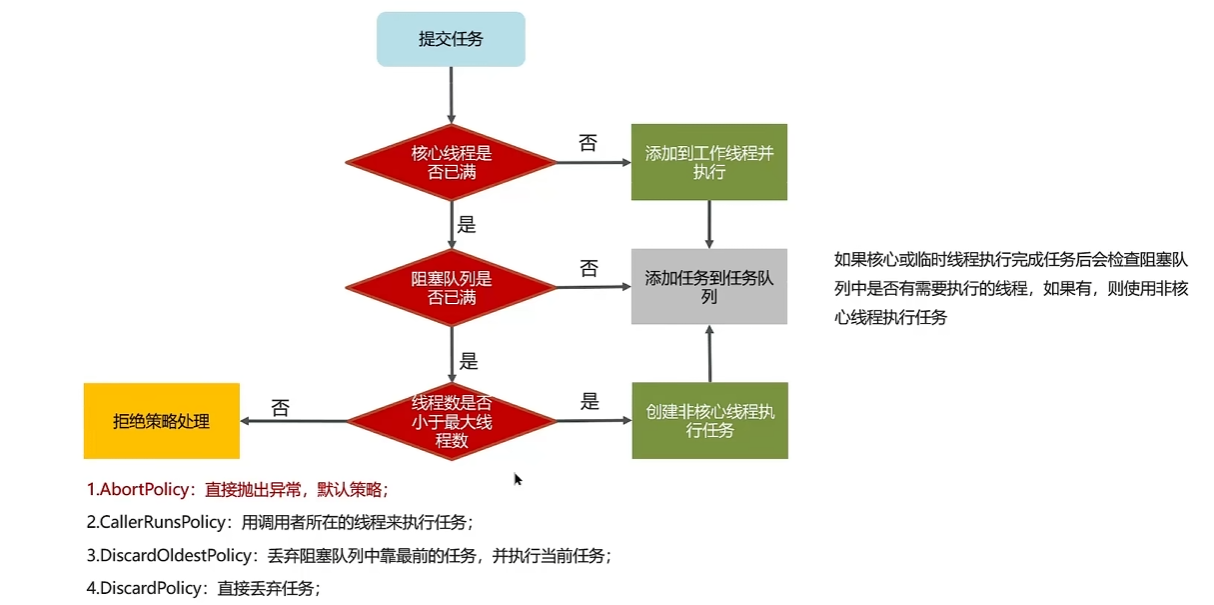 提交任务
核心线程是
否已满
否
添加到工作线程并
执行
是
阻塞队列是
否已满
否
添加任务到任务队
列
如果核心或临时线程执行完成任务后会检查阻塞队
列中是否有需要执行的线程，如果有，则使用非核
心线程执行任务
是
线程数是否
小于最大线
程数
否
拒绝策略处理
是
创建非核心线程执
行任务
1.AbortPolicy：直接抛出异常，默认策略；
2.CallerRunsPolicy：用调用者所在的线程来执行任务；
3.DiscardOldestPolicy：丢弃阻塞队列中靠最前的任务，并执行当前任务；
4.DiscardPolicy：直接丢弃任务；